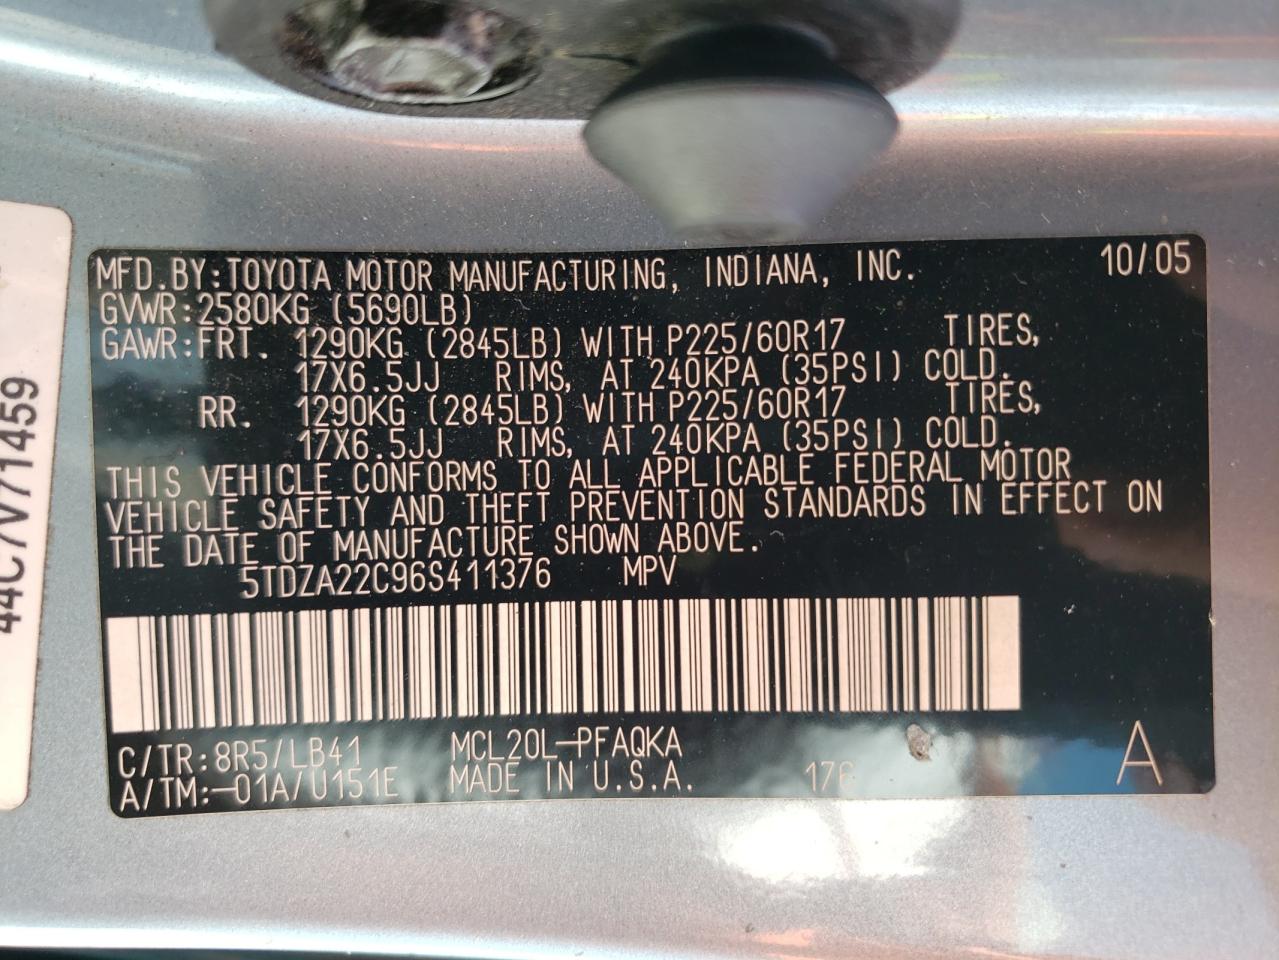 MFD.BY:TOYOTA MOTOR MANUFACTURING, INDIANA, INC. 10/05
GVWR:2580KG (5690LB)
GAWR:FRT. 1290KG (2845LB) WITH P225/60R17 TIRES,
17X6.5JJ RIMS, AT 240KPA (35PSI) COLD.
RR. 1290KG (2845LB) WITH P225/60R17 TIRES,
17X6.5JJ RIMS, AT 240KPA (35PSI) COLD.
THIS VEHICLE CONFORMS TO ALL APPLICABLE FEDERAL MOTOR
VEHICLE SAFETY AND THEFT PREVENTION STANDARDS IN EFFECT ON
THE DATE OF MANUFACTURE SHOWN ABOVE.
5TDZA22C96S411376 MPV
C/TR:8R5/LB41 MCL20L-PFAQKA
A/TM:-01A/U151E MADE IN U.S.A. 176 A
44C7V71459